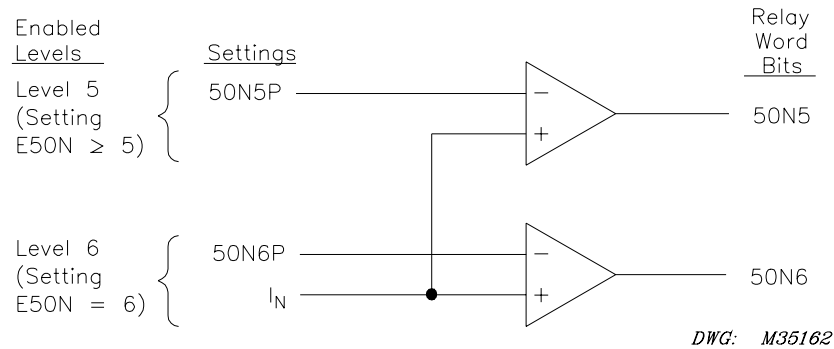 Enabled
Levels
Settings
Relay
Word
Bits
Level 5
(Setting
E50N ≥ 5)
50N5P
−
+
50N5
Level 6
(Setting
E50N = 6)
50N6P
I_N
−
+
50N6
DWG: M35162